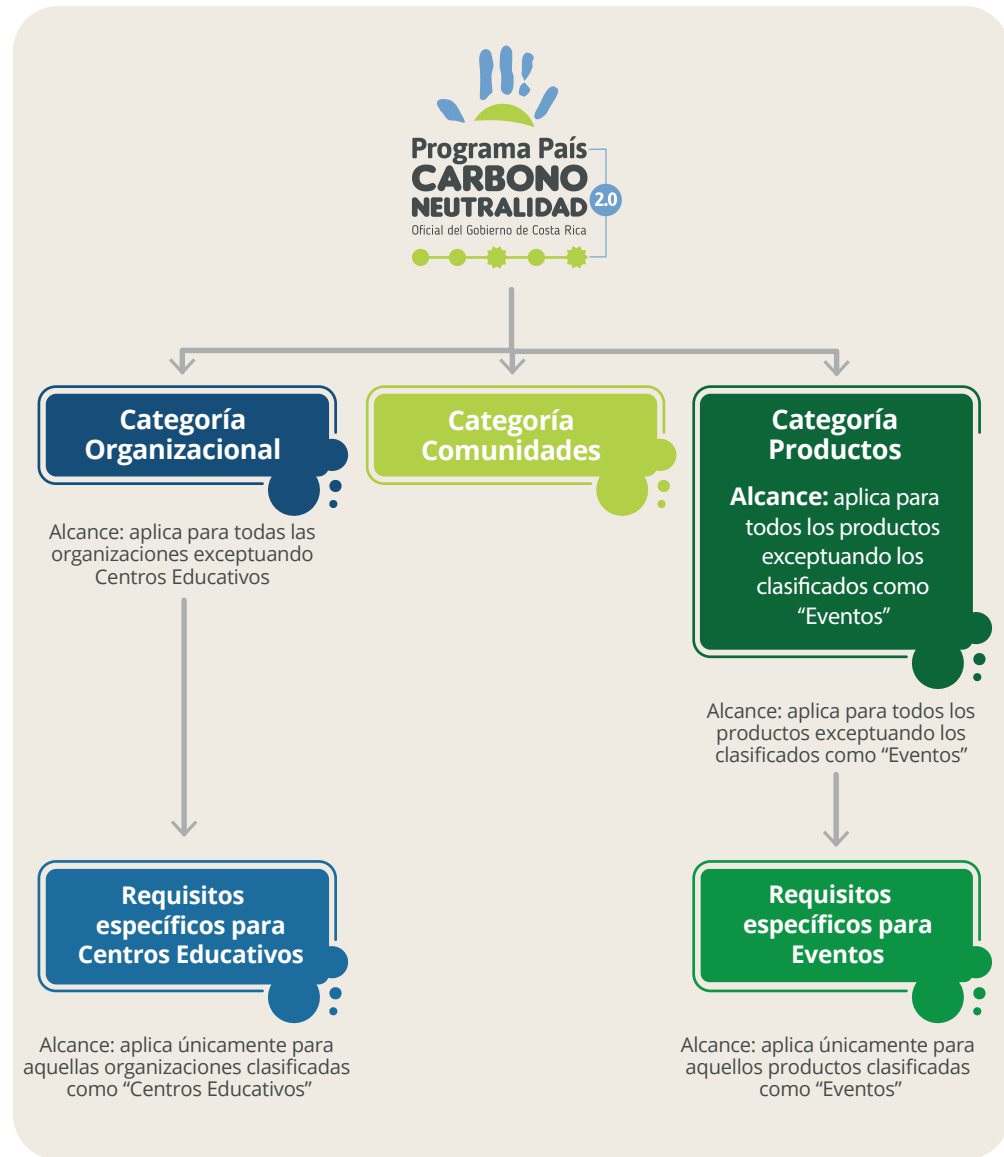 Programa País
CARBONO
NEUTRALIDAD
2.0
Oficial del Gobierno de Costa Rica
Categoría
Organizacional
Alcance: aplica para todas las
organizaciones exceptuando
Centros Educativos
Categoría
Comunidades
Categoría
Productos
Alcance: aplica para
todos los productos
exceptuando los
clasificados como
“Eventos”
Alcance: aplica para todos los
productos exceptuando los
clasificados como “Eventos”
Requisitos
específicos para
Centros Educativos
Alcance: aplica únicamente para
aquellas organizaciones clasificadas
como “Centros Educativos”
Requisitos
específicos para
Eventos
Alcance: aplica únicamente para
aquellos productos clasificadas
como “Eventos”